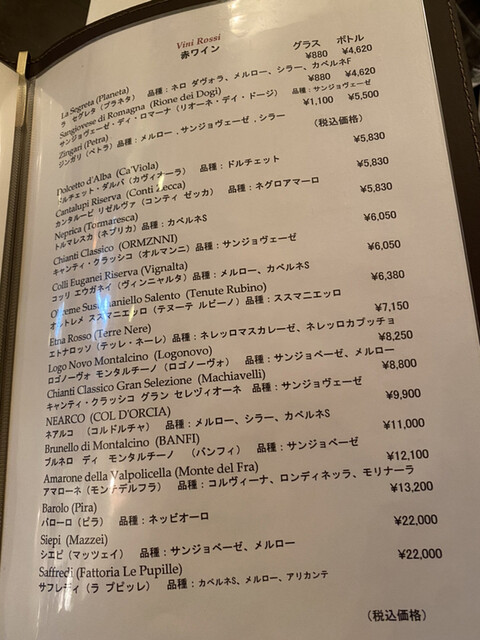 Vini Rossi
赤ワイン
グラス ボトル
La Segreta (Planeta) ¥880 ¥4,620
ラ セグレタ (プラネタ) 品種：ネロ ダヴォラ、メルロー、シラー、カベルネF
Sangiovese di Romagna (Rione dei Dogi) ¥880 ¥4,620
サンジョヴェーゼ・ディ・ロマーナ (リオーネ・デイ・ドージ) 品種：サンジョヴェーゼ
Zingari (Petra) ¥1,100 ¥5,500
ジンガリ (ペトラ) 品種：メルロー .サンジョヴェーゼ .シラー
(税込価格)
Dolcetto d'Alba (Ca'Viola) ¥5,830
ドルチェット・ダルバ (カヴィオーラ) 品種：ドルチェット
Cantalupi Riserva (Conti Zecca) ¥5,830
カンタルーピ リゼルヴァ (コンティ ゼッカ) 品種：ネグロアマーロ
Neprica (Tormaresca) ¥5,830
トルマレスカ (ネプリカ) 品種：カベルネS
Chianti Classico (ORMZNNI) ¥6,050
キャンティ・クラッシコ (オルマンニ) 品種：サンジョヴェーゼ
Colli Euganei Riserva (Vignalta) ¥6,050
コッリ エウガネイ (ヴィンニャルタ) 品種：メルロー、カベルネS
Susumaniello Salento (Tenute Rubino) ¥6,380
オットレメ ススマニエッロ (テヌーテ ルビーノ) 品種：ススマニエッロ
Etna Rosso (Terre Nere) ¥7,150
エトナロッソ (テッレ・ネーレ) 品種：ネレッロマスカレーゼ、ネレッロカプッチョ
Logo Novo Montalcino (Logonovo) ¥8,250
ロゴノーヴォ モンタルチーノ (ロゴノーヴォ) 品種：サンジョベーゼ、メルロー
Chianti Classico Gran Selezione (Machiavelli) ¥8,800
キャンティ・クラッシコ グラン セレヅィオーネ 品種：サンジョヴェーゼ
NEARCO (COL D'ORCIA) ¥9,900
ネアルコ (コルドルチャ) 品種：メルロー、シラー、カベルネS
Brunello di Montalcino (BANFI) ¥11,000
ブルネロ ディ モンタルチーノ (バンフィ) 品種：サンジョベーゼ
Amarone della Valpolicella (Monte del Fra) ¥12,100
アマローネ (モンテデルフラ) 品種：コルヴィーナ、ロンディネッラ、モリナーラ
Barolo (Pira) ¥13,200
バローロ (ピラ) 品種：ネッビオーロ
Siepi (Mazzei) ¥22,000
シエピ (マッツェイ) 品種：サンジョベーゼ、メルロー
Saffredi (Fattoria Le Pupille) ¥22,000
サフレディ (ラ プピッレ) 品種：カベルネS、メルロー、アリカンテ
(税込価格)